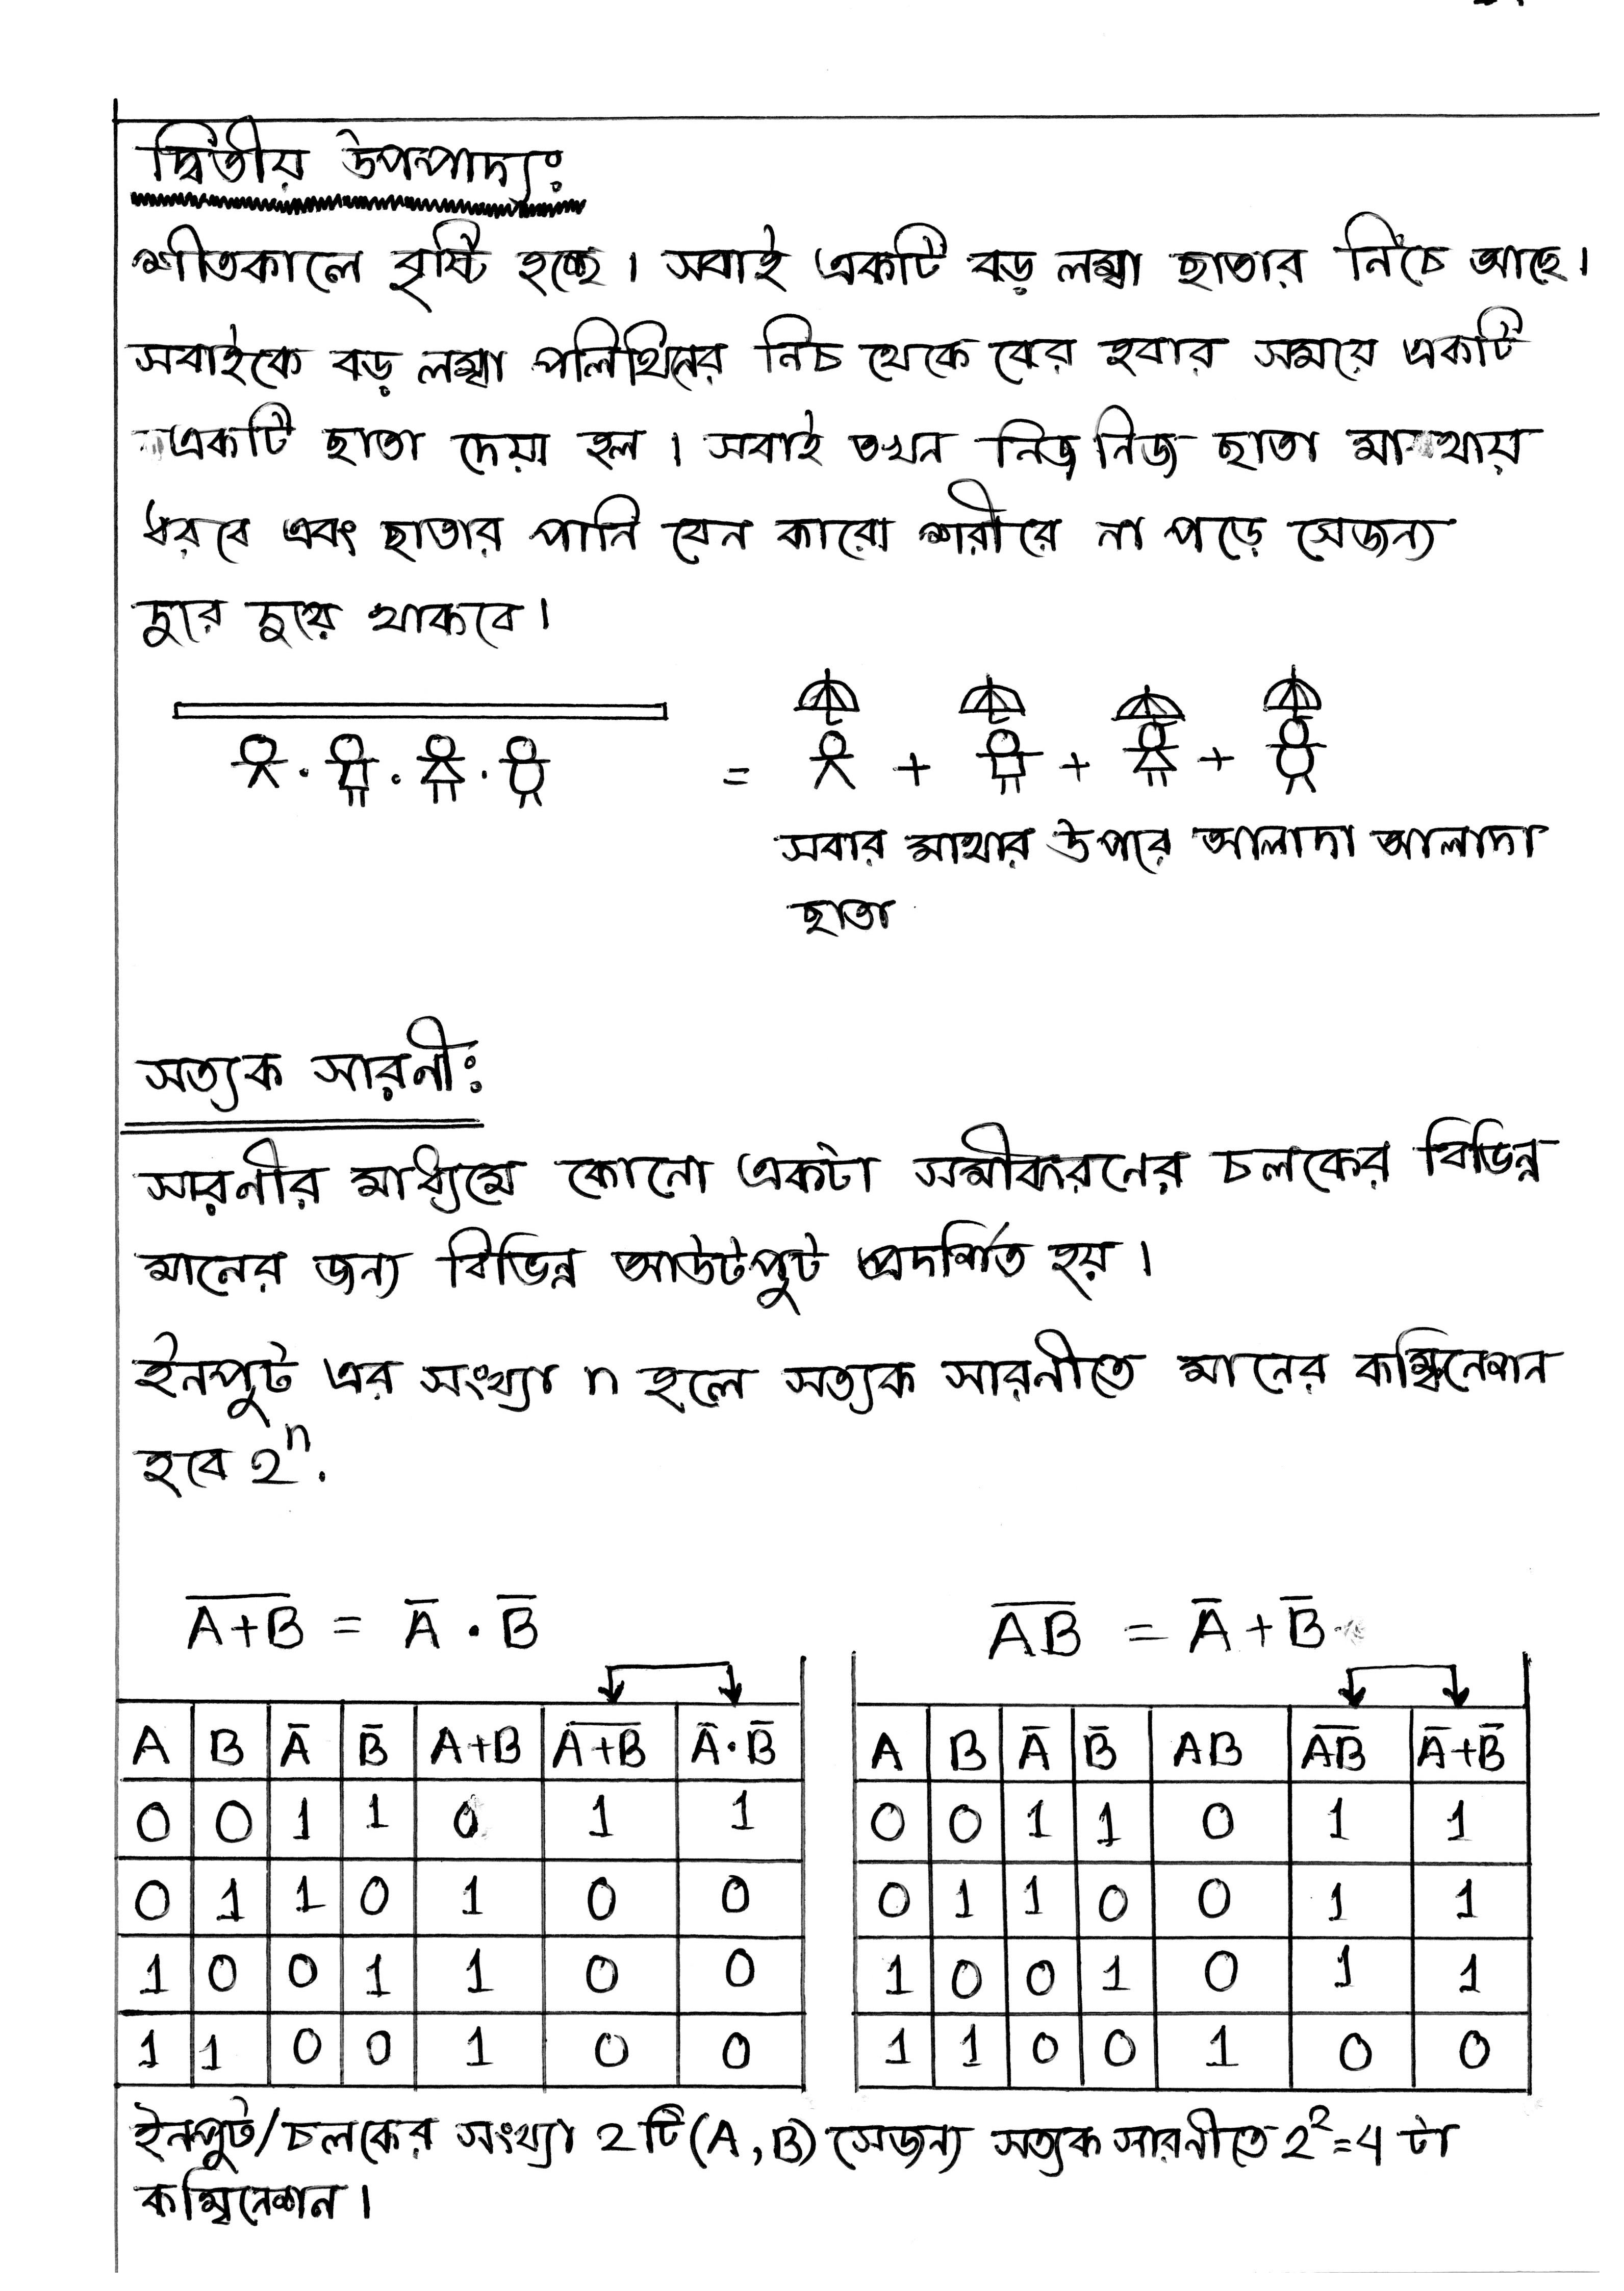 দ্বিতীয় উপপাদ্যঃ
শীতকালে বৃষ্টি হচ্ছে। সবাই একটি বড় লম্বা ছাতার নিচে আছে।
সবাইকে বড় লম্বা পলিথিনের নিচ থেকে বের হবার সময়ে একটি
একটি ছাতা দেয়া হল। সবাই তখন নিজ নিজ ছাতা মাথায়
ধরবে এবং ছাতার পানি যেন কারো শরীরে না পড়ে সেজন্য
দুরে দুরে থাকবে।
. . . = + + +
সবার মাথার উপরে আলাদা আলাদা
ছাতা
সত্যক সারনীঃ
সারনীর মাধ্যমে কোনো একটা সমীকরনের চলকের বিভিন্ন
মানের জন্য বিভিন্ন আউটপুট প্রদর্শিত হয়।
ইনপুট এর সংখ্যা n হলে সত্যক সারনীতে মানের কম্বিনেশন
হবে 2ⁿ.
A̅+̅B̅ = A̅ · B̅
A̅B̅ = A̅ + B̅
A B A̅ B̅ A+B A̅+̅B̅ A̅·B̅
0 0 1 1 0 1 1
0 1 1 0 1 0 0
1 0 0 1 1 0 0
1 1 0 0 1 0 0
A B A̅ B̅ AB A̅B̅ A̅+B̅
0 0 1 1 0 1 1
0 1 1 0 0 1 1
1 0 0 1 0 1 1
1 1 0 0 1 0 0
ইনপুট/চলকের সংখ্যা 2টি (A, B) সেজন্য সত্যক সারনীতে 2²=4 টা
কম্বিনেশন।